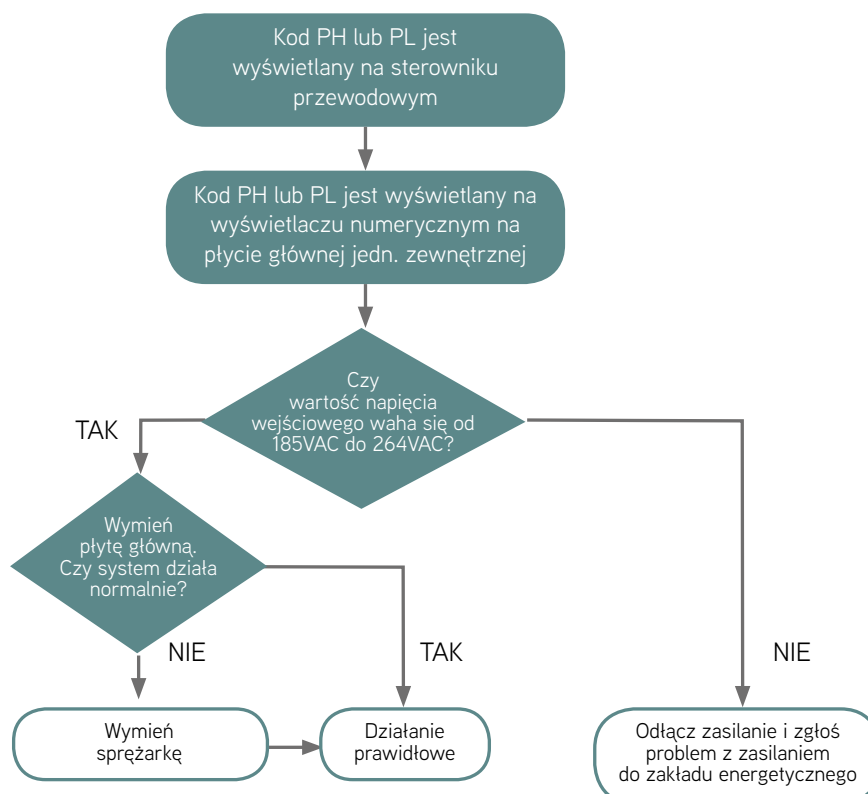 Kod PH lub PL jest
wyświetlany na sterowniku
przewodowym
Kod PH lub PL jest wyświetlany na
wyświetlaczu numerycznym na
płycie głównej jedn. zewnętrznej
Czy
wartość napięcia
wejściowego waha się od
185VAC do 264VAC?
TAK
Wymień
płytę główną.
Czy system działa
normalnie?
NIE
TAK
NIE
Wymień
sprężarkę
Działanie
prawidłowe
Odłącz zasilanie i zgłoś
problem z zasilaniem
do zakładu energetycznego